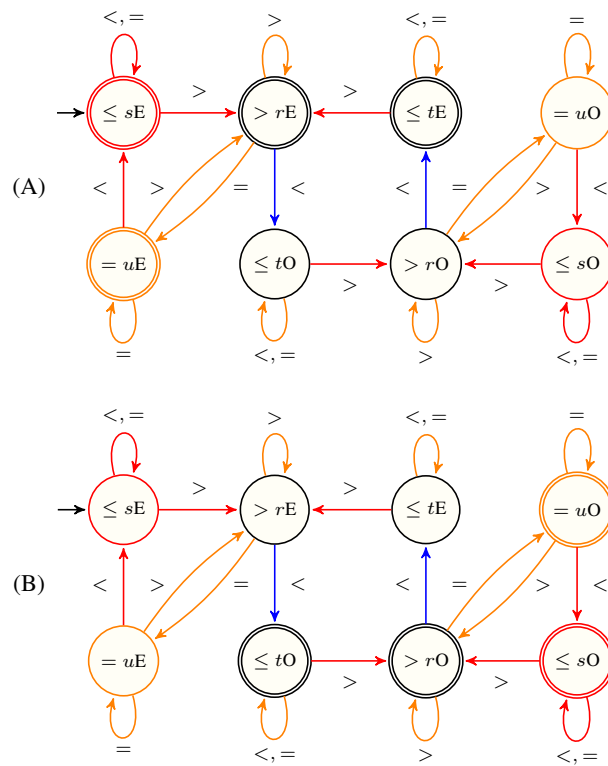 <, = > <, = =
> >
≤ sE > rE ≤ tE = uO
(A) < > = < < = > <
= uE ≤ tO > rO ≤ sO
> >
= <, = > <, =
<, = > <, = =
> >
≤ sE > rE ≤ tE = uO
(B) < > = < < = > <
= uE ≤ tO > rO ≤ sO
> >
= <, = > <, =